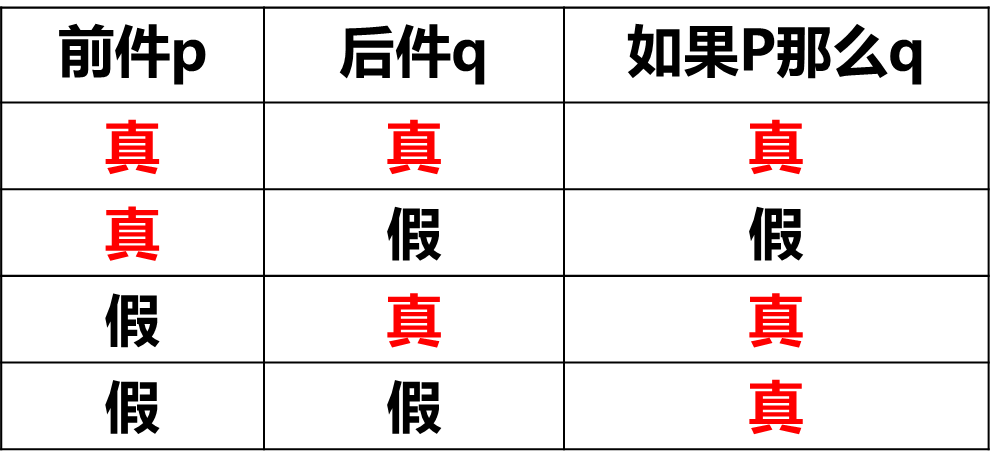 前件p 后件q 如果P那么q
真 真 真
真 假 假
假 真 真
假 假 真